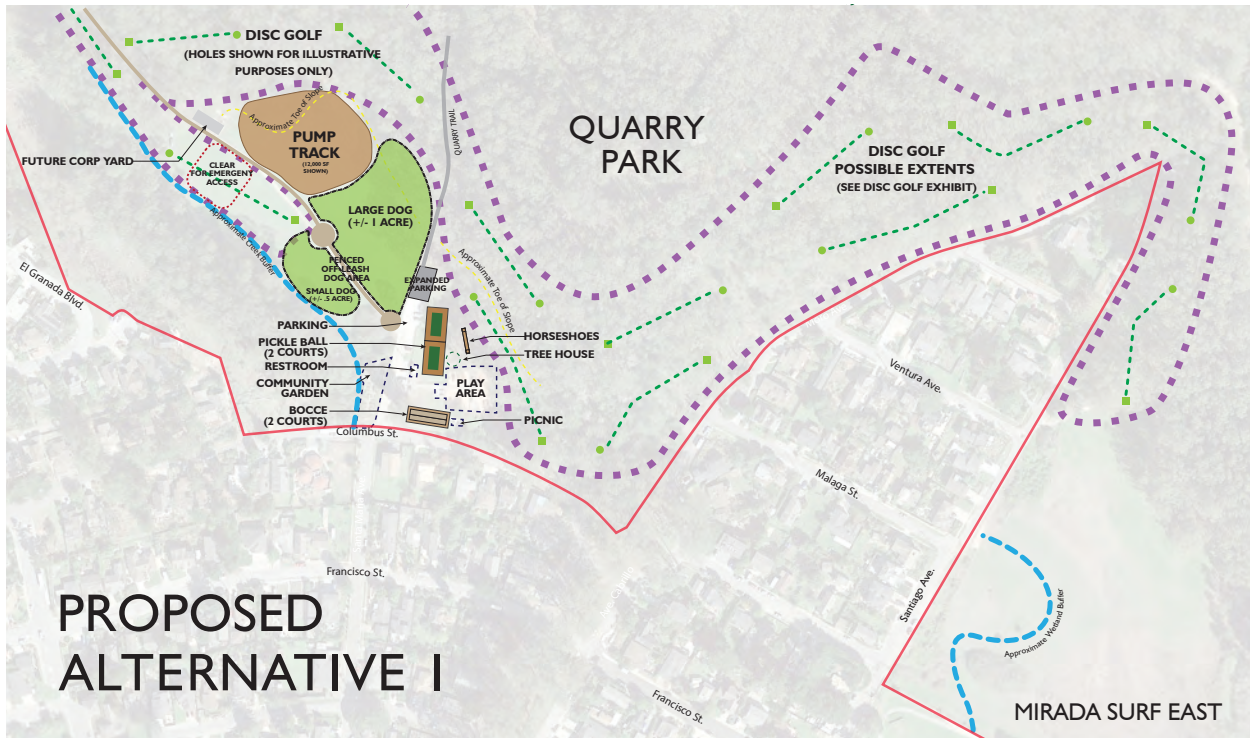 DISC GOLF
(HOLES SHOWN FOR ILLUSTRATIVE
PURPOSES ONLY)
Approximate Toe of Slope
PUMP
TRACK
(12,000 SF
SHOWN)
QUARRY TRAIL
QUARRY
PARK
DISC GOLF
POSSIBLE EXTENTS
(SEE DISC GOLF EXHIBIT)
FUTURE CORP YARD
CLEAR
FOR EMERGENT
ACCESS
LARGE DOG
(+/- 1 ACRE)
Approximate Creek Buffer
FENCED
OFF-LEASH
DOG AREA
SMALL DOG
(+/- .5 ACRE)
EXPANDED
PARKING
Approximate Toe of Slope
El Granada Blvd.
PARKING
PICKLE BALL
(2 COURTS)
RESTROOM
COMMUNITY
GARDEN
BOCCE
(2 COURTS)
HORSESHOES
TREE HOUSE
PLAY
AREA
PICNIC
Columbus St.
Ventura Ave.
Malaga St.
Francisco St.
Santiago Ave.
Approximate Wetland Buffer
PROPOSED
ALTERNATIVE 1
Francisco St.
MIRADA SURF EAST